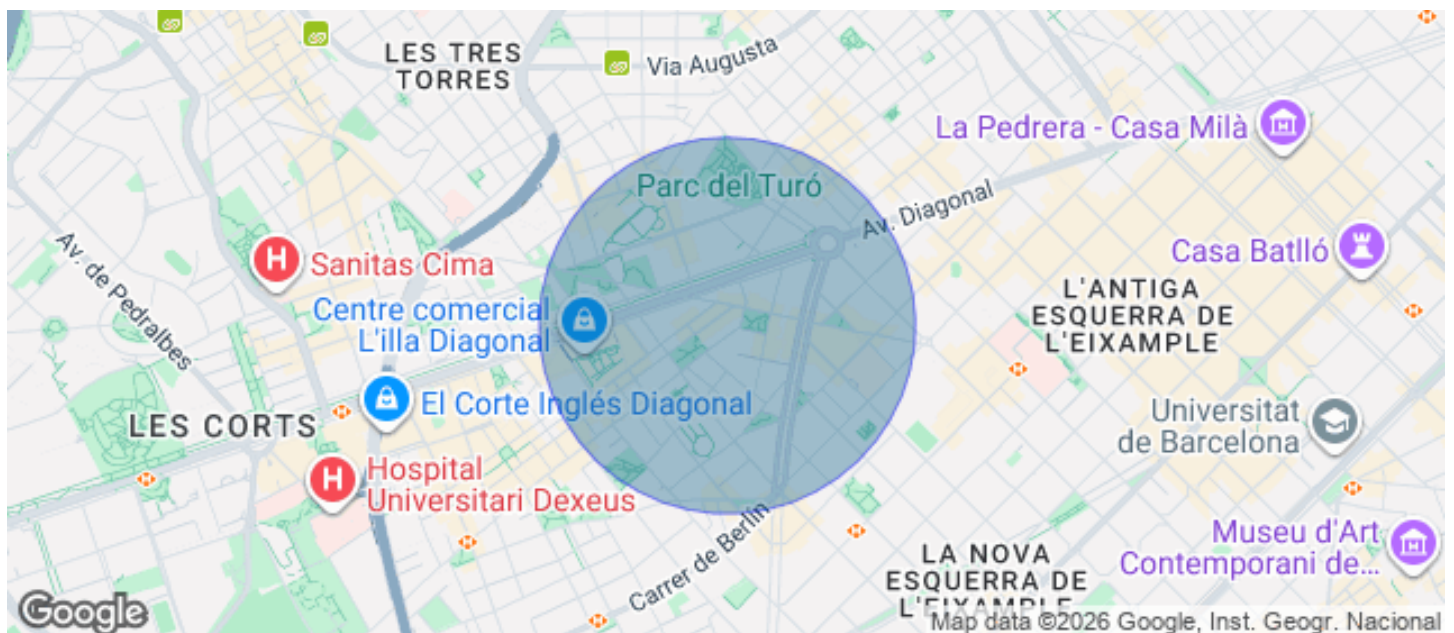 LES TRES
TORRES
Via Augusta
La Pedrera - Casa Milà
Parc del Turó
Av. Diagonal
Av. de Pedralbes
Sanitas Cima
Casa Batlló
Centre comercial
L'illa Diagonal
L'ANTIGA
ESQUERRA DE
L'EIXAMPLE
El Corte Inglés Diagonal
LES CORTS
Universitat
de Barcelona
Hospital
Universitari Dexeus
Carrer de Berlín
Museu d'Art
Contemporani de...
LA NOVA
ESQUERRA DE
L'EIXAMPLE
Google
Map data ©2026 Google, Inst. Geogr. Nacional